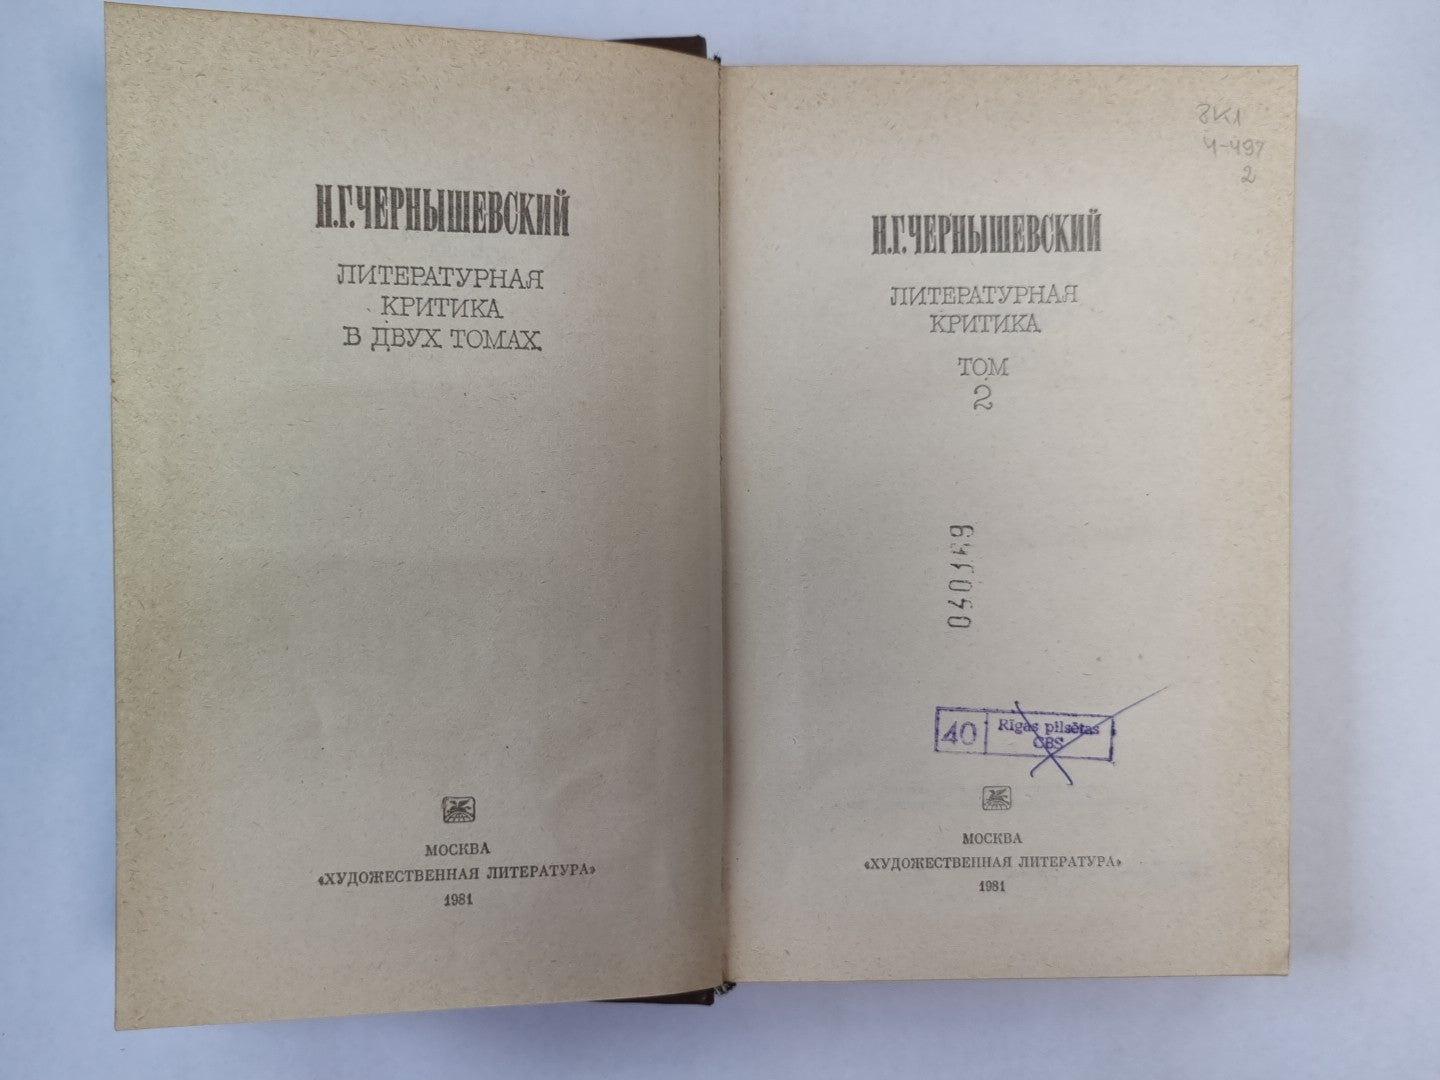 Н.Г.ЧЕРНЫШЕВСКИЙ
ЛИТЕРАТУРНАЯ
КРИТИКА
В ДВУХ ТОМАХ
МОСКВА
«ХУДОЖЕСТВЕННАЯ ЛИТЕРАТУРА»
1981
8К1
Ч-497
2
Н.Г.ЧЕРНЫШЕВСКИЙ
ЛИТЕРАТУРНАЯ
КРИТИКА
ТОМ
2
40
Rīgas pilsētas
CBS
МОСКВА
«ХУДОЖЕСТВЕННАЯ ЛИТЕРАТУРА»
1981